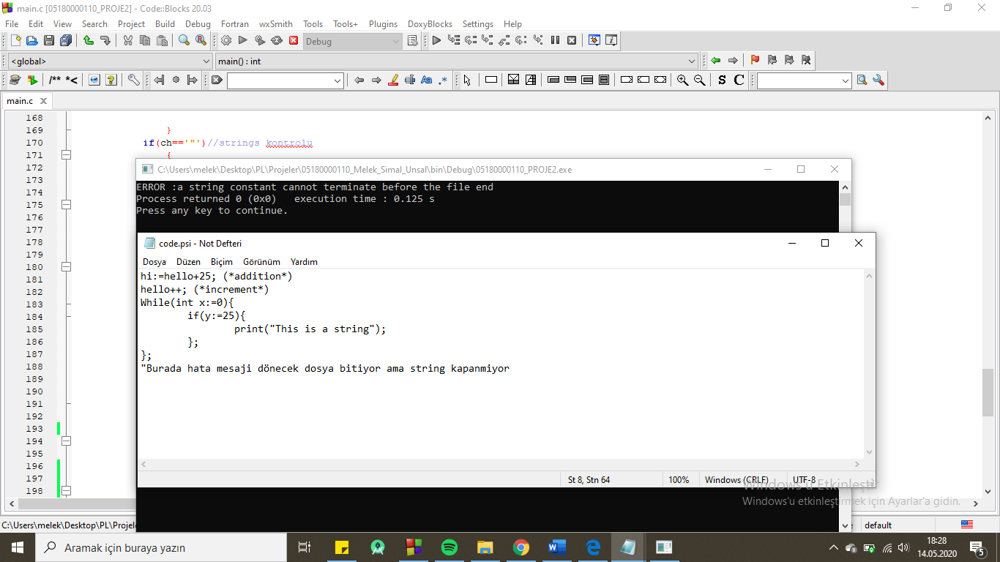 main.c [05180000110_PROJE2] - Code::Blocks 20.03
File Edit View Search Project Build Debug Fortran wxSmith Tools Tools+ Plugins DoxyBlocks Settings Help
Debug
<global> main() : int
/** *<
Aa .*
S C
main.c
168
169 }
170 if(ch=='"')//strings kontrolu
171 {
172
173
174
175
176
177
178
179
180
181
182
183
184
185
186
187
188
189
190
191
192
193
194
195
196
197
198
C:\Users\melek\Desktop\PL\Projeler\05180000110_Melek_Simal_Unsal\bin\Debug\05180000110_PROJE2.exe
ERROR :a string constant cannot terminate before the file end
Process returned 0 (0x0)   execution time : 0.125 s
Press any key to continue.
code.psi - Not Defteri
Dosya Düzen Biçim Görünüm Yardım
hi:=hello+25; (*addition*)
hello++; (*increment*)
While(int x:=0){
if(y:=25){
print("This is a string");
};
};
"Burada hata mesaji dönecek dosya bitiyor ama string kapanmiyor
St 8, Stn 64 100% Windows (CRLF) UTF-8
Windows'u Etkinleştir
Windows'u etkinleştirmek için Ayarlar'a gidin.
C:\Users\melek\Desktop\PL\Projel default
Aramak için buraya yazın
18:28
14.05.2020
5